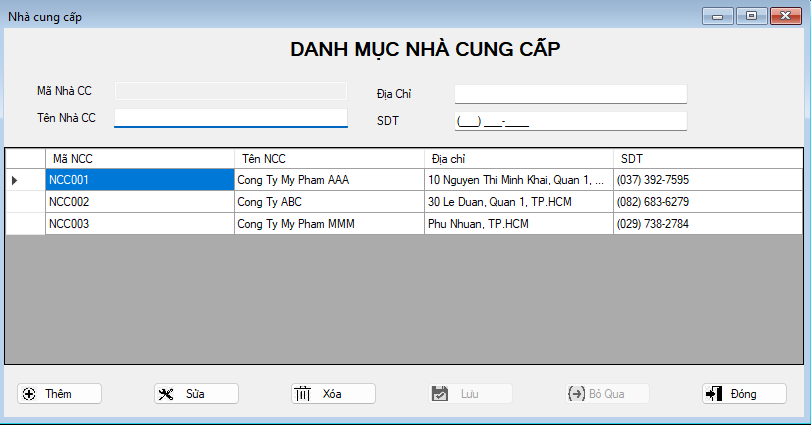 Nhà cung cấp
DANH MỤC NHÀ CUNG CẤP
Mã Nhà CC
Địa Chỉ
Tên Nhà CC
SDT (___) ___-____
Mã NCC Tên NCC Địa chỉ SDT
NCC001 Cong Ty My Pham AAA 10 Nguyen Thi Minh Khai, Quan 1, ... (037) 392-7595
NCC002 Cong Ty ABC 30 Le Duan, Quan 1, TP.HCM (082) 683-6279
NCC003 Cong Ty My Pham MMM Phu Nhuan, TP.HCM (029) 738-2784
Thêm Sửa Xóa Lưu Bỏ Qua Đóng